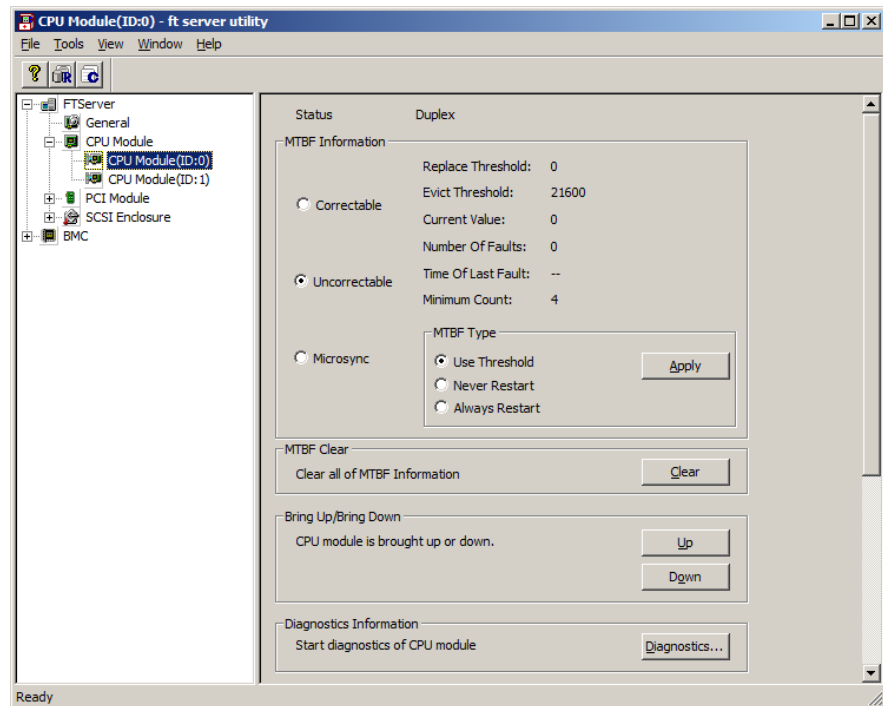 CPU Module(ID:0) - ft server utility
File Tools View Window Help
FTServer
General
CPU Module
CPU Module(ID:0)
CPU Module(ID:1)
PCI Module
SCSI Enclosure
BMC
Status Duplex
MTBF Information
Replace Threshold: 0
Evict Threshold: 21600
Correctable
Current Value: 0
Number Of Faults: 0
Time Of Last Fault: --
Uncorrectable
Minimum Count: 4
MTBF Type
Microsync
Use Threshold
Apply
Never Restart
Always Restart
MTBF Clear
Clear all of MTBF Information
Clear
Bring Up/Bring Down
CPU module is brought up or down.
Up
Down
Diagnostics Information
Start diagnostics of CPU module
Diagnostics...
Ready